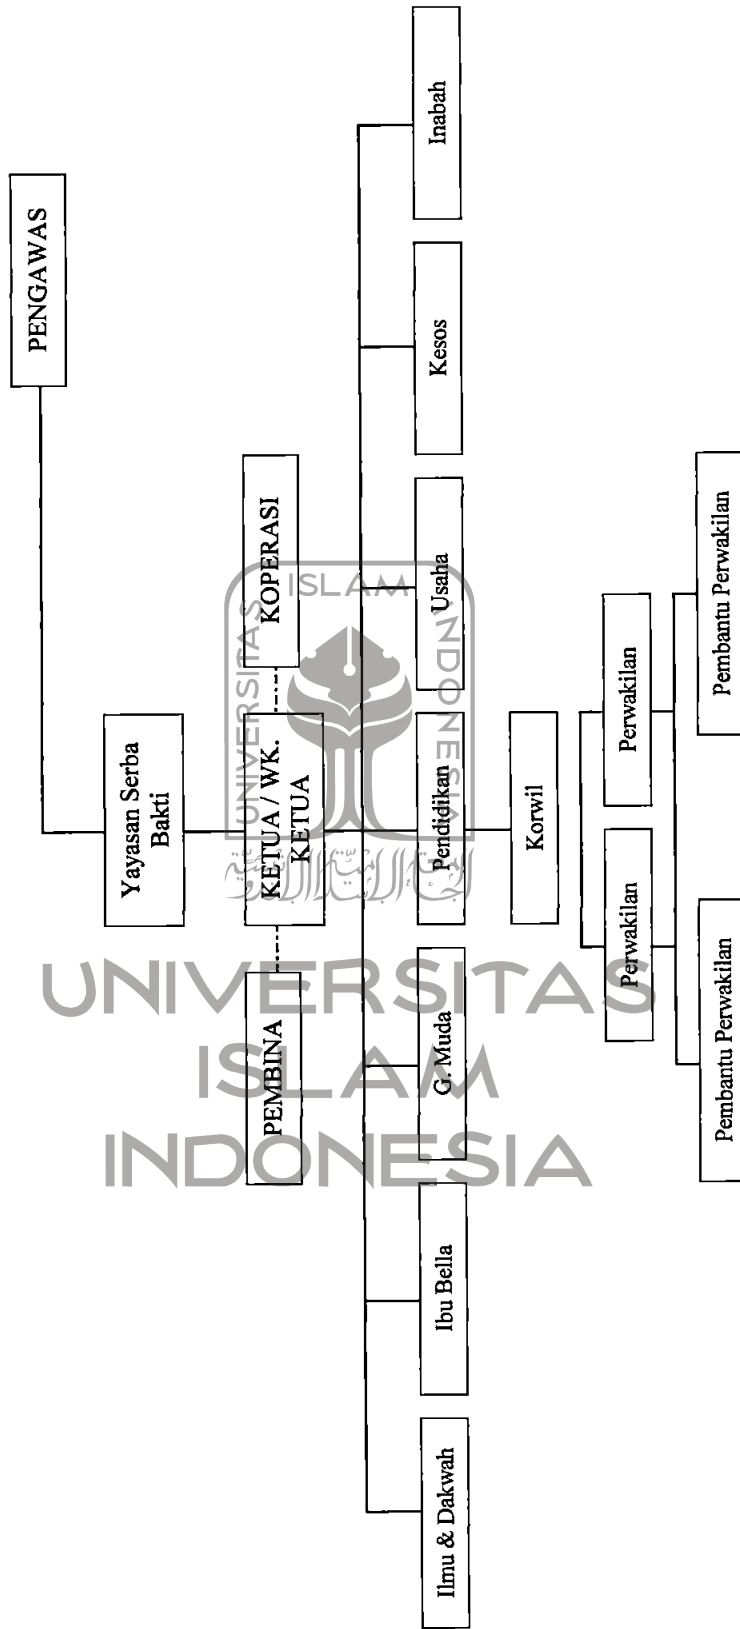 PENGAWAS
Yayasan Serba
Bakti
PEMBINA
KETUA / WK.
KETUA
KOPERASI
Ilmu & Dakwah
Ibu Bella
G. Muda
Pendidikan
Usaha
Kesos
Inabah
Korwil
Perwakilan
Perwakilan
Pembantu Perwakilan
Pembantu Perwakilan
UNIVERSITAS
ISLAM
INDONESIA
UNIVERSITAS
ISLAM
INDONESIA